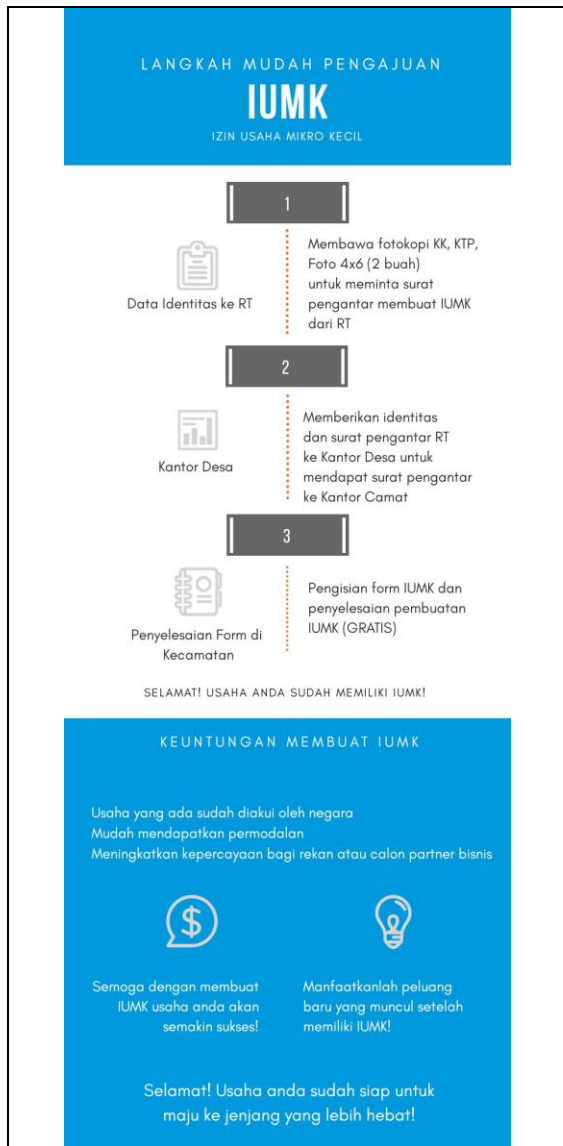 LANGKAH MUDAH PENGAJUAN
IUMK
IZIN USAHA MIKRO KECIL
1
Data Identitas ke RT
Membawa fotokopi KK, KTP,
Foto 4x6 (2 buah)
untuk meminta surat
pengantar membuat IUMK
dari RT
2
Kantor Desa
Memberikan identitas
dan surat pengantar RT
ke Kantor Desa untuk
mendapat surat pengantar
ke Kantor Camat
3
Penyelesaian Form di
Kecamatan
Pengisian form IUMK dan
penyelesaian pembuatan
IUMK (GRATIS)
SELAMAT! USAHA ANDA SUDAH MEMILIKI IUMK!
KEUNTUNGAN MEMBUAT IUMK
Usaha yang ada sudah diakui oleh negara
Mudah mendapatkan permodalan
Meningkatkan kepercayaan bagi rekan atau calon partner bisnis
$
Semoga dengan membuat
IUMK usaha anda akan
semakin sukses!
Manfaatkanlah peluang
baru yang muncul setelah
memiliki IUMK!
Selamat! Usaha anda sudah siap untuk
maju ke jenjang yang lebih hebat!